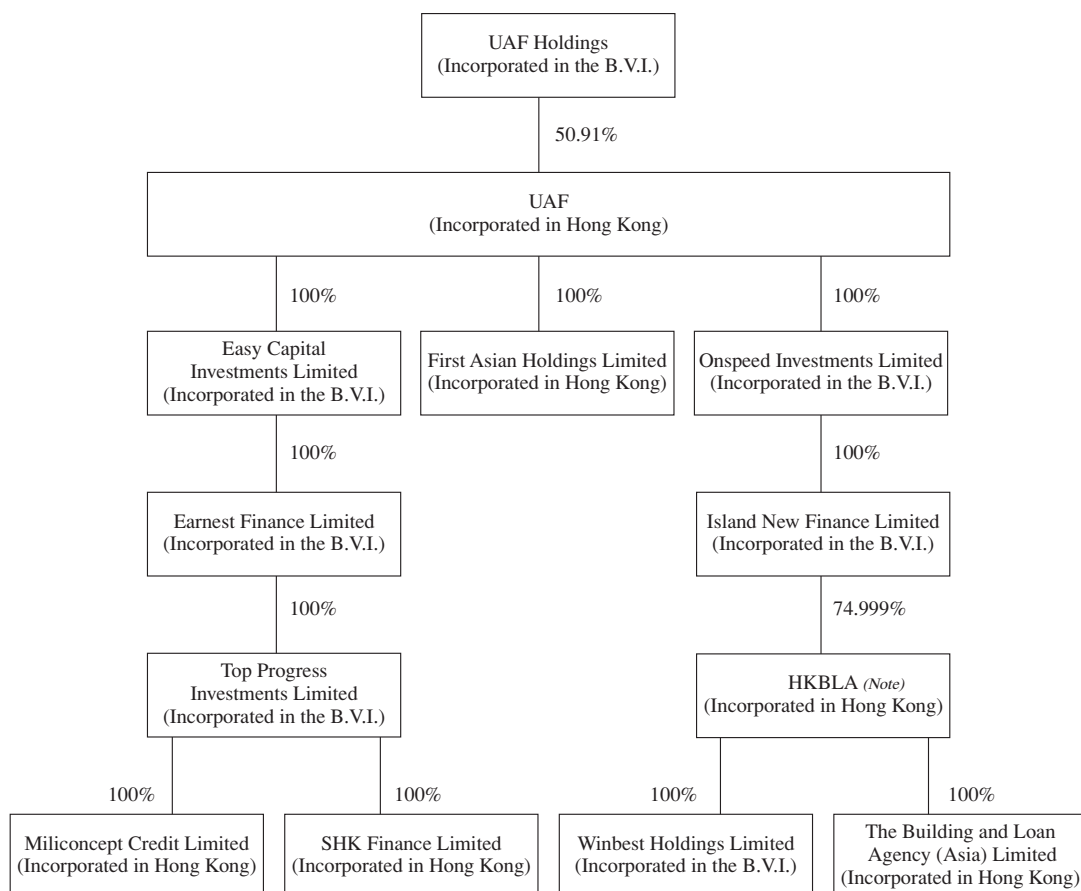 UAF Holdings
(Incorporated in the B.V.I.)
50.91%
UAF
(Incorporated in Hong Kong)
100%
100%
100%
Easy Capital
Investments Limited
(Incorporated in the B.V.I.)
First Asian Holdings Limited
(Incorporated in Hong Kong)
Onspeed Investments Limited
(Incorporated in the B.V.I.)
100%
100%
Earnest Finance Limited
(Incorporated in the B.V.I.)
Island New Finance Limited
(Incorporated in the B.V.I.)
100%
74.999%
Top Progress
Investments Limited
(Incorporated in the B.V.I.)
HKBLA (Note)
(Incorporated in Hong Kong)
100%
100%
100%
100%
Miliconcept Credit Limited
(Incorporated in Hong Kong)
SHK Finance Limited
(Incorporated in Hong Kong)
Winbest Holdings Limited
(Incorporated in the B.V.I.)
The Building and Loan
Agency (Asia) Limited
(Incorporated in Hong Kong)